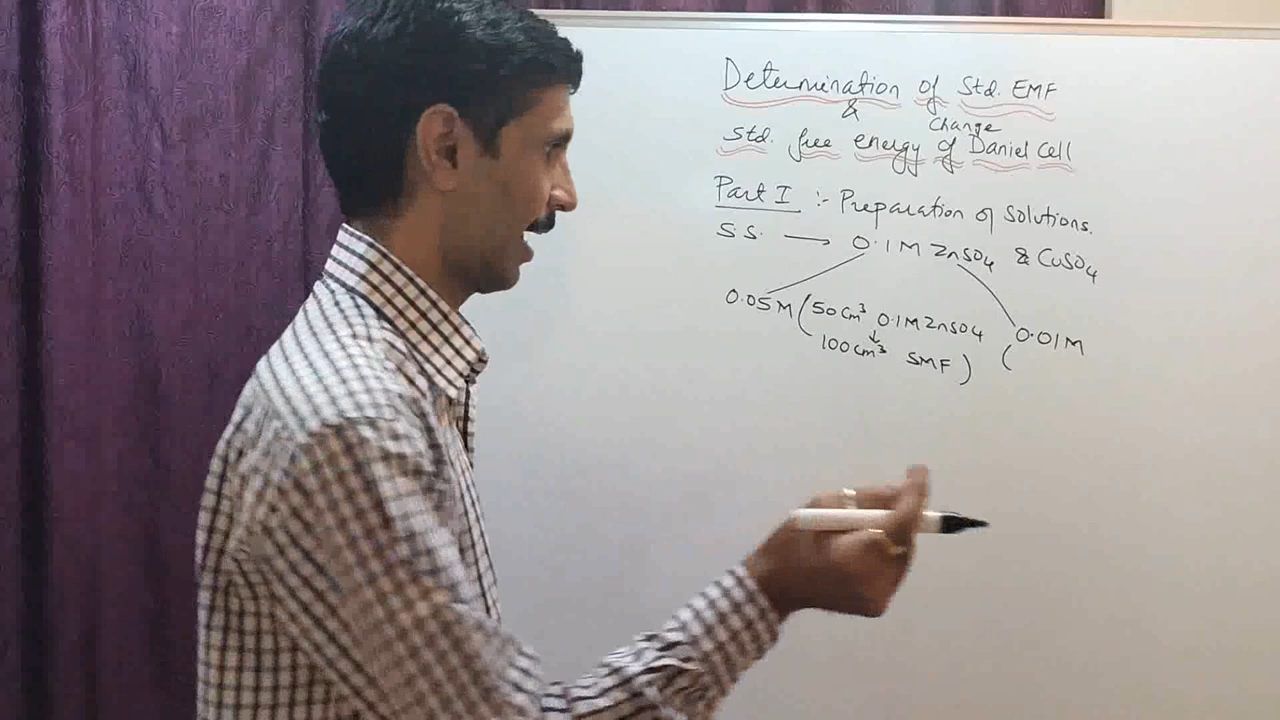 Determination of Std. EMF
&
Change
Std. free energy of Daniel Cell
Part I :- Preparation of Solutions.
S.S. → 0.1M ZnSO4 & CuSO4
0.05M (50cm³ 0.1M ZnSO4 ↓ 100cm³ SMF)
0.01M
(